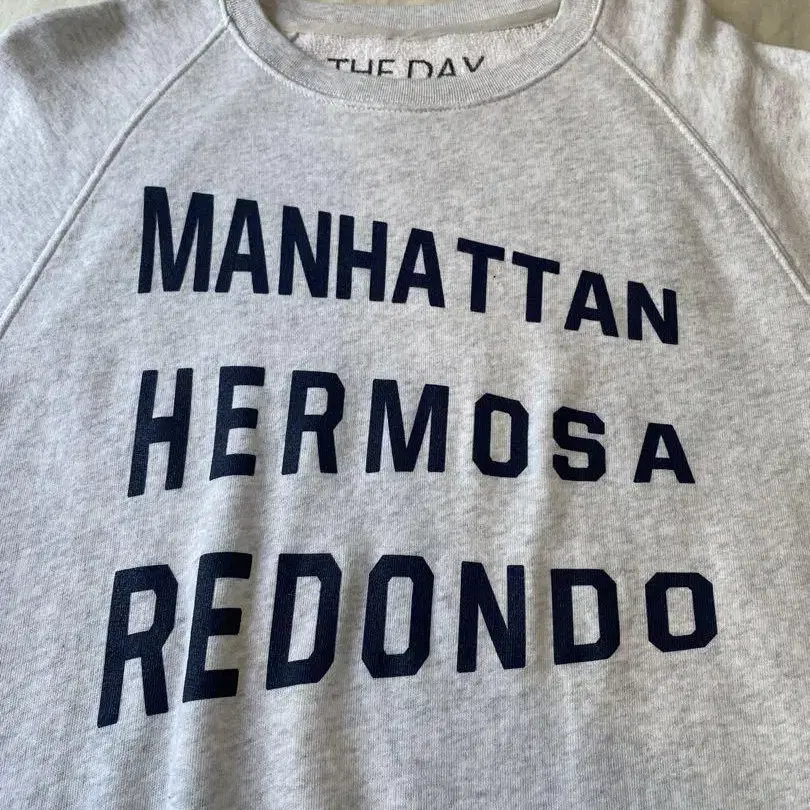 THE DAY
MANHATTAN
HERMOSA
REDONDO